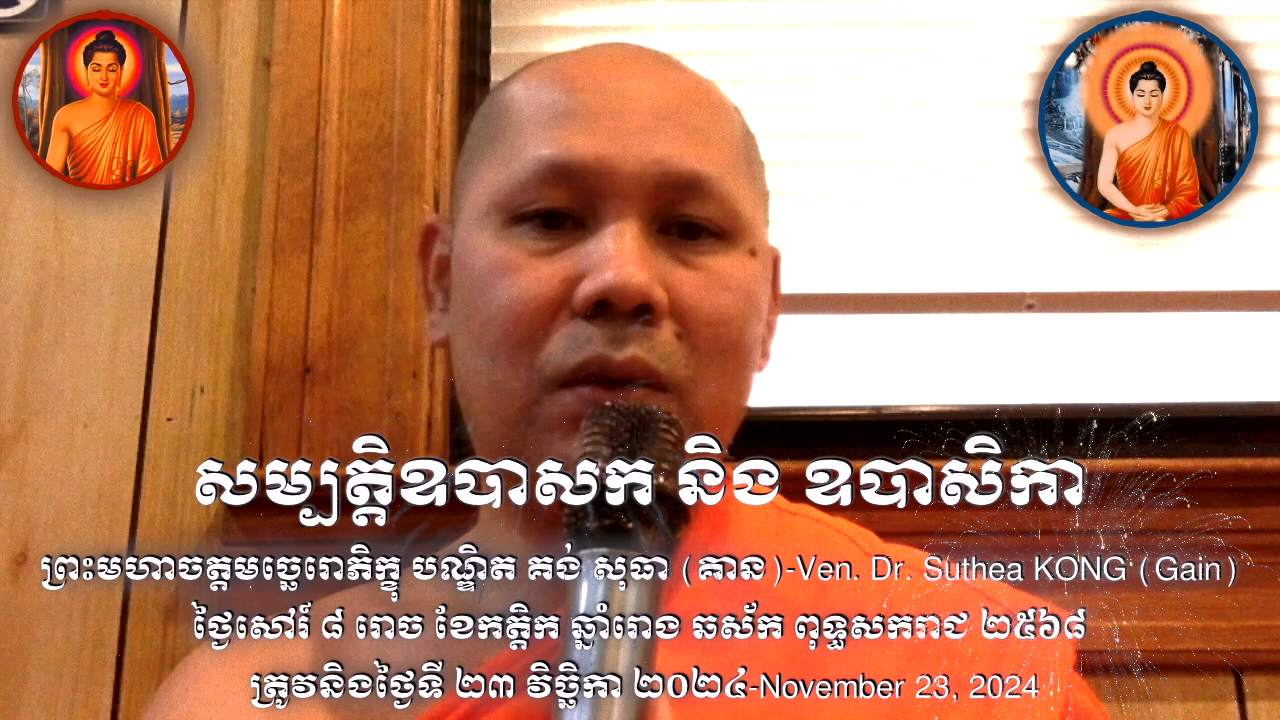 សម្បត្តិឧបាសក និង ឧបាសិកា
ព្រះមហាចត្តមច្ឆេរោភិក្ខុ បណ្ឌិត គង់ សុធា (គាន)-Ven. Dr. Suthea KONG (Gain)
ថ្ងៃសៅរ៍ ៨ រោច ខែកត្តិក ឆ្នាំរោង ឆស័ក ពុទ្ធសករាជ ២៥៦៨
ត្រូវនិងថ្ងៃទី ២៣ វិច្ឆិកា ២០២៤-November 23, 2024